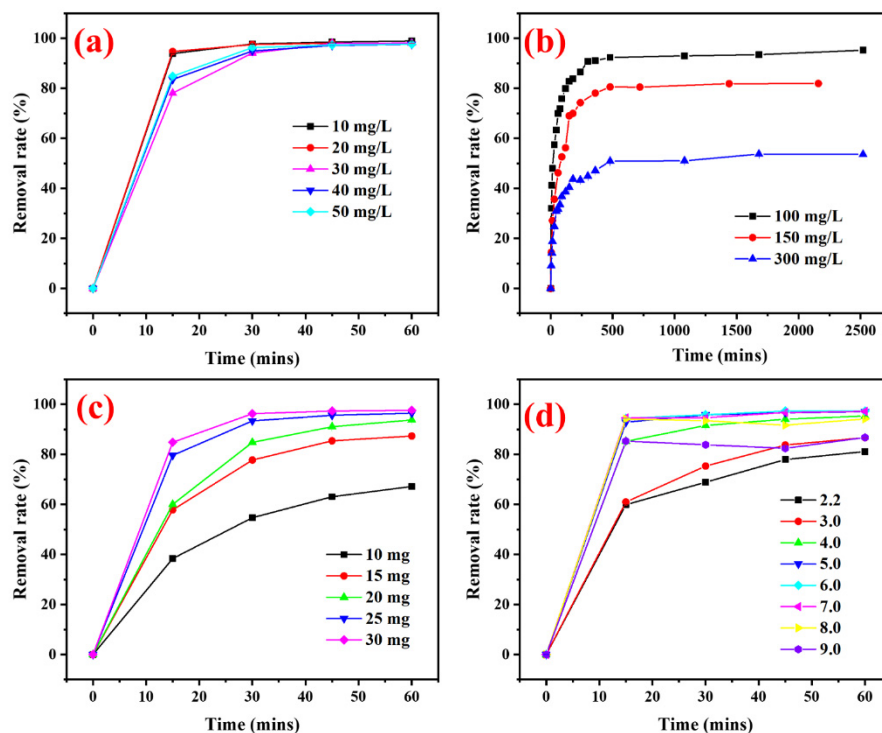 (a)
Removal rate (%)
100
80
60
40
20
0
10 mg/L
20 mg/L
30 mg/L
40 mg/L
50 mg/L
0 10 20 30 40 50 60
Time (mins)
(b)
Removal rate (%)
100
80
60
40
20
0
100 mg/L
150 mg/L
300 mg/L
0 500 1000 1500 2000 2500
Time (mins)
(c)
Removal rate (%)
100
80
60
40
20
0
10 mg
15 mg
20 mg
25 mg
30 mg
0 10 20 30 40 50 60
Time (mins)
(d)
Removal rate (%)
100
80
60
40
20
0
2.2
3.0
4.0
5.0
6.0
7.0
8.0
9.0
0 10 20 30 40 50 60
Time (mins)